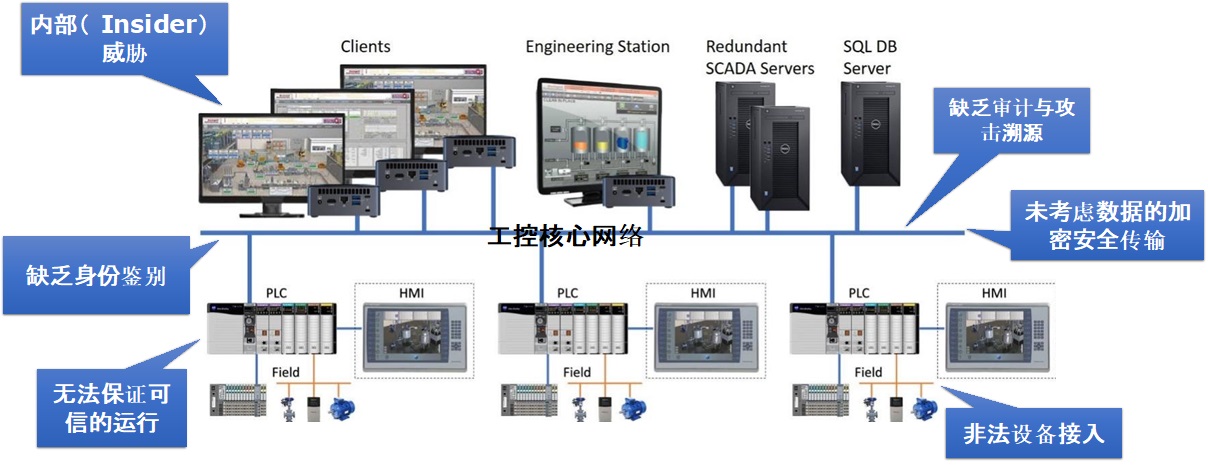 内部（ Insider）
威胁
Clients
Engineering Station
Redundant
SCADA Servers
SQL DB
Server
缺乏审计与攻
击溯源
工控核心网络
未考虑数据的加
密安全传输
缺乏身份鉴别
PLC
HMI
PLC
HMI
PLC
HMI
Field
Field
Field
无法保证可
信的运行
非法设备接入